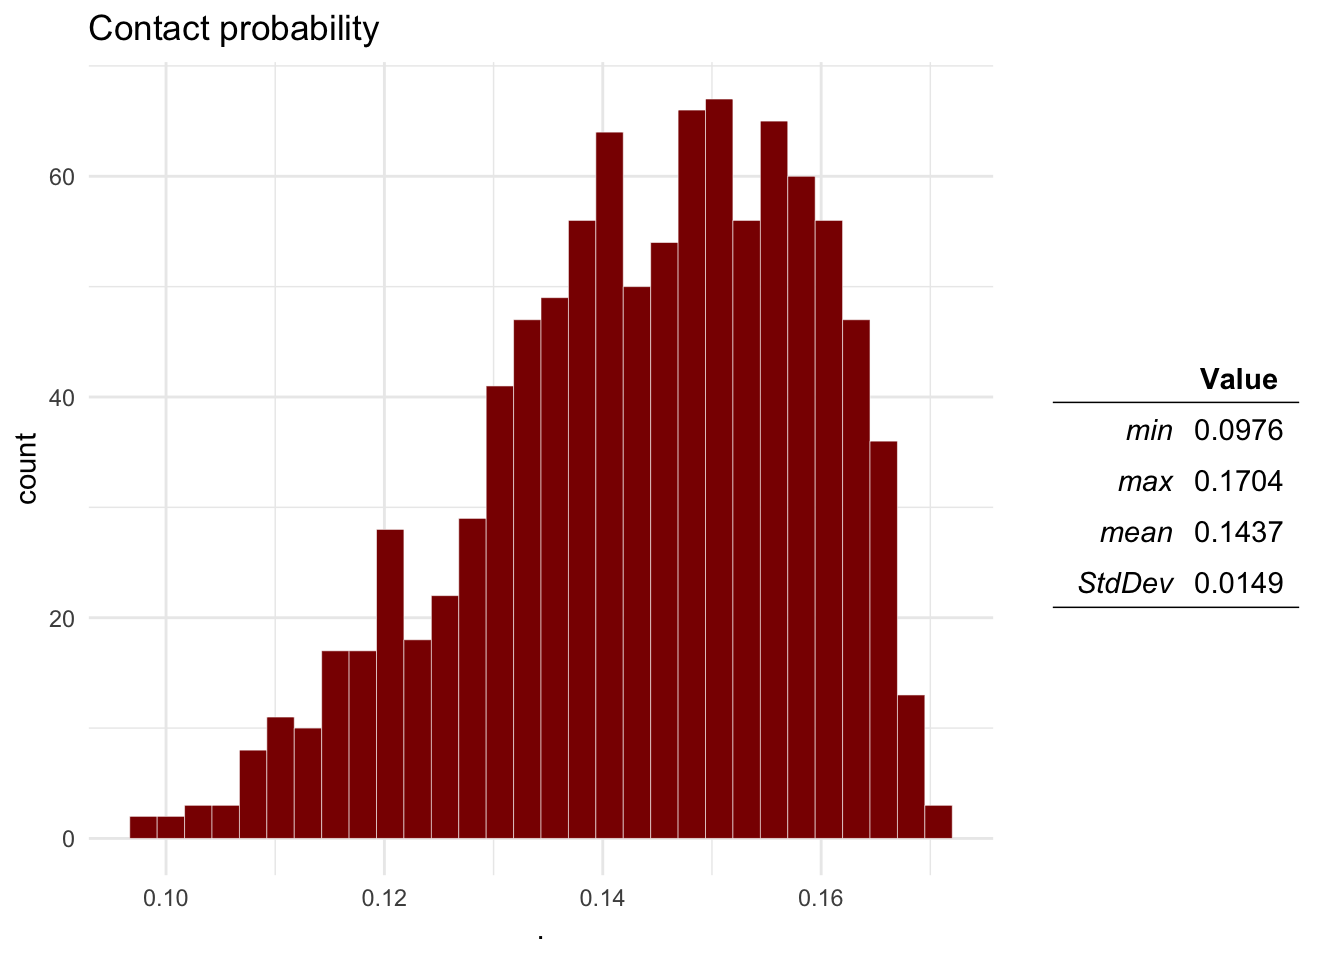 Contact probability
count
60
40
20
0
0.10 0.12 0.14 0.16
.
Value
min 0.0976
max 0.1704
mean 0.1437
StdDev 0.0149